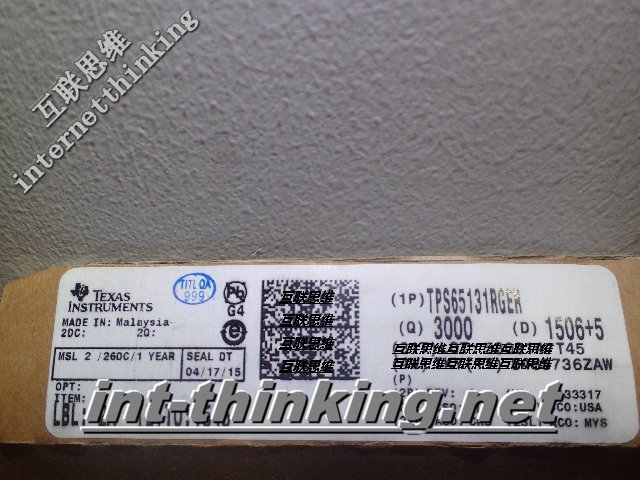 互联思维
internetthinking
TEXAS
INSTRUMENTS
TITL QA
999
Pb
G4
e
MADE IN: Malaysia
2DC: 2Q:
MSL 2 /260C/1 YEAR
SEAL DT
04/17/15
OPT:
ITEM:
LBL:
互联思维
互联思维
互联思维
互联思维
(1P) TPS65131RGER
(Q) 3000 (D) 1506+5
互联思维互联思维互联思维 T45
互联思维互联思维互联思维 736ZAW
(P)
33317
CCO:USA
ACO: MYS
int-thinking.net